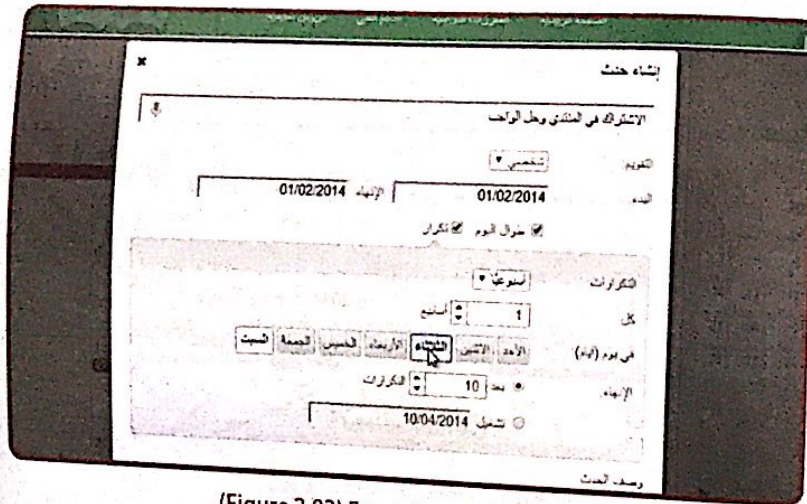 إنشاء حدث
×
الاشتراك في المنتدى وحل الواجب
التقويم شخصي
البدء 01/02/2014 الإنهاء 01/02/2014
طوال اليوم تكرار
التكرارات أسبوعيًا
كل 1 أسابيع
في يوم (أيام) الأحد الاثنين الثلاثاء الأربعاء الخميس الجمعة السبت
الإنهاء بعد 10 التكرارات
تشغيل 10/04/2014
وصف الحدث